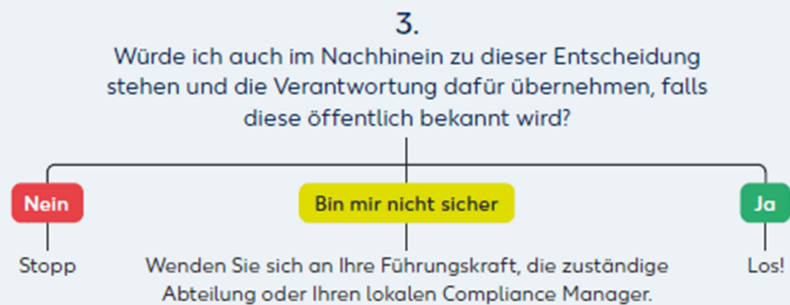 3.
Würde ich auch im Nachhinein zu dieser Entscheidung
stehen und die Verantwortung dafür übernehmen, falls
diese öffentlich bekannt wird?
Nein
Bin mir nicht sicher
Ja
Stopp
Wenden Sie sich an Ihre Führungskraft, die zuständige
Abteilung oder Ihren lokalen Compliance Manager.
Los!